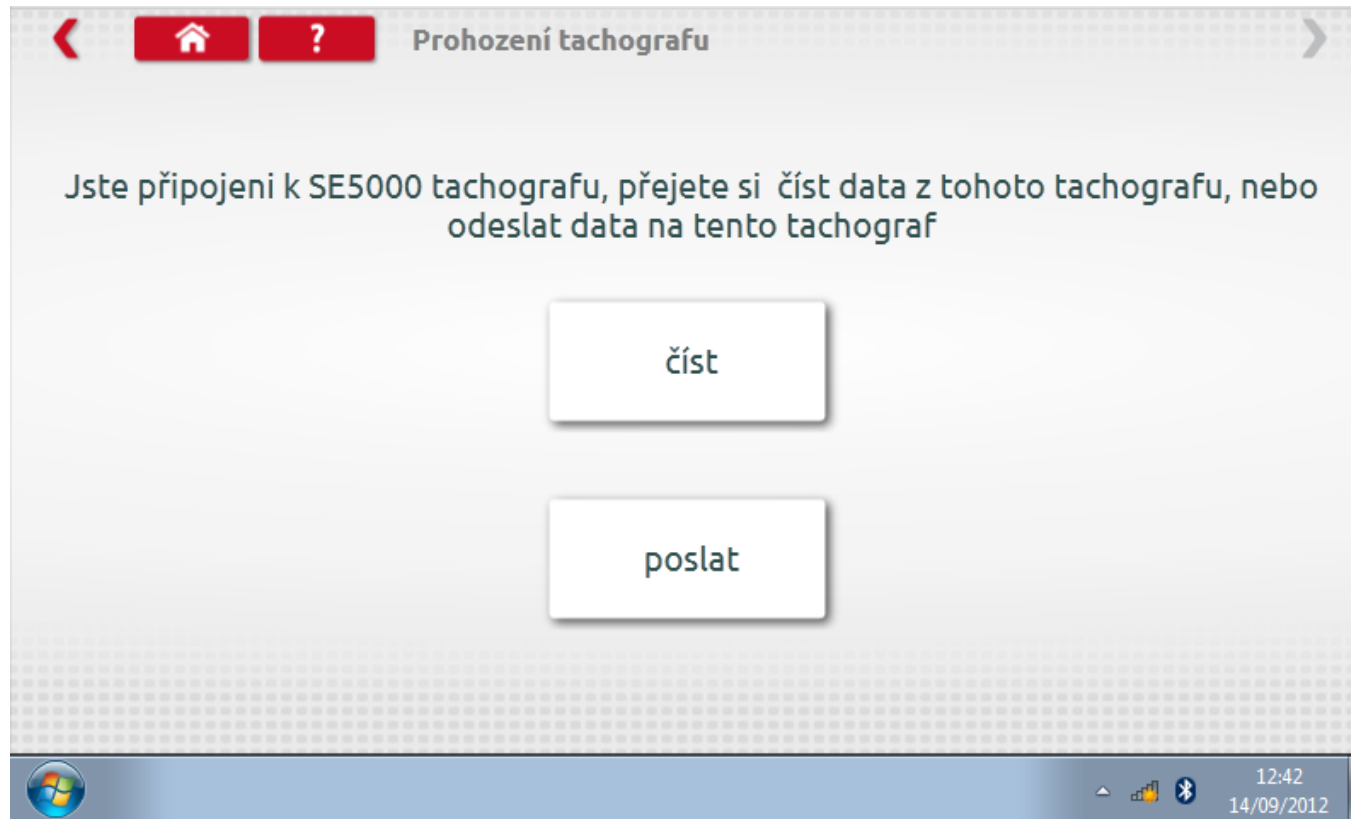 ? Prohození tachografu
Jste připojeni k SE5000 tachografu, přejete si  číst data z tohoto tachografu, nebo
odeslat data na tento tachograf
číst
poslat
12:42
14/09/2012